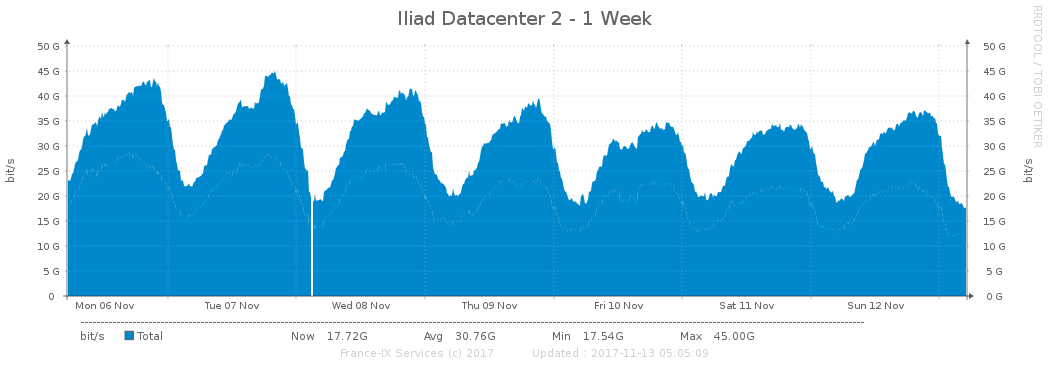 Iliad Datacenter 2 - 1 Week
RRDTOOL / TOBI OETIKER
bit/s
50 G 50 G
45 G 45 G
40 G 40 G
35 G 35 G
30 G 30 G
25 G 25 G
20 G 20 G
15 G 15 G
10 G 10 G
5 G 5 G
0 0 G
bit/s
Mon 06 Nov Tue 07 Nov Wed 08 Nov Thu 09 Nov Fri 10 Nov Sat 11 Nov Sun 12 Nov
bit/s Total Now 17.72G Avg 30.76G Min 17.54G Max 45.00G
France-IX Services (c) 2017 Updated : 2017-11-13 05:05:09